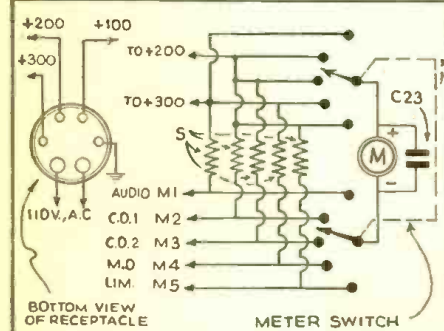 +200
+100
+300
TO+200
TO+300
C23
+
M
-
S
AUDIO M1
110V.,A.C
C.D.1 M2
C.D.2 M3
M.O M4
LIM. M5
BOTTOM VIEW
OF RECEPTACLE
METER SWITCH